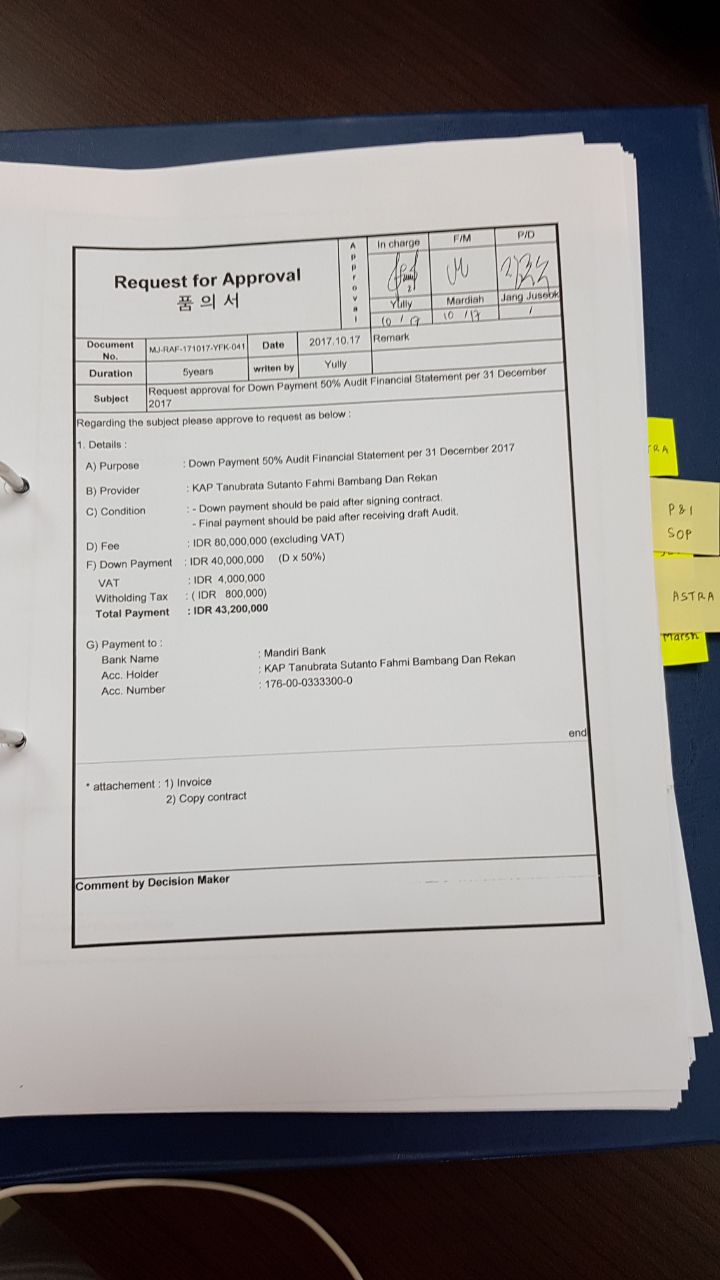 Request for Approval
품 의 서
Approval
In charge
F/M
P/D
Yully
Mardiah
Jang Juseok
10 / 17
10 / 17
/
Document No.
MJ-RAF-171017-YFK-041
Date
2017.10.17
Remark
Duration
5years
writen by
Yully
Subject
Request approval for Down Payment 50% Audit Financial Statement per 31 December
2017
Regarding the subject please approve to request as below :
1. Details :
A) Purpose : Down Payment 50% Audit Financial Statement per 31 December 2017
B) Provider : KAP Tanubrata Sutanto Fahmi Bambang Dan Rekan
C) Condition : - Down payment should be paid after signing contract.
- Final payment should be paid after receiving draft Audit.
D) Fee : IDR 80,000,000 (excluding VAT)
F) Down Payment : IDR 40,000,000 (D x 50%)
VAT : IDR 4,000,000
Witholding Tax : ( IDR 800,000)
Total Payment : IDR 43,200,000
G) Payment to :
Bank Name : Mandiri Bank
Acc. Holder : KAP Tanubrata Sutanto Fahmi Bambang Dan Rekan
Acc. Number : 176-00-0333300-0
end
* attachement : 1) Invoice
2) Copy contract
Comment by Decision Maker
TRA
P & I
SOP
ASTRA
Marsh